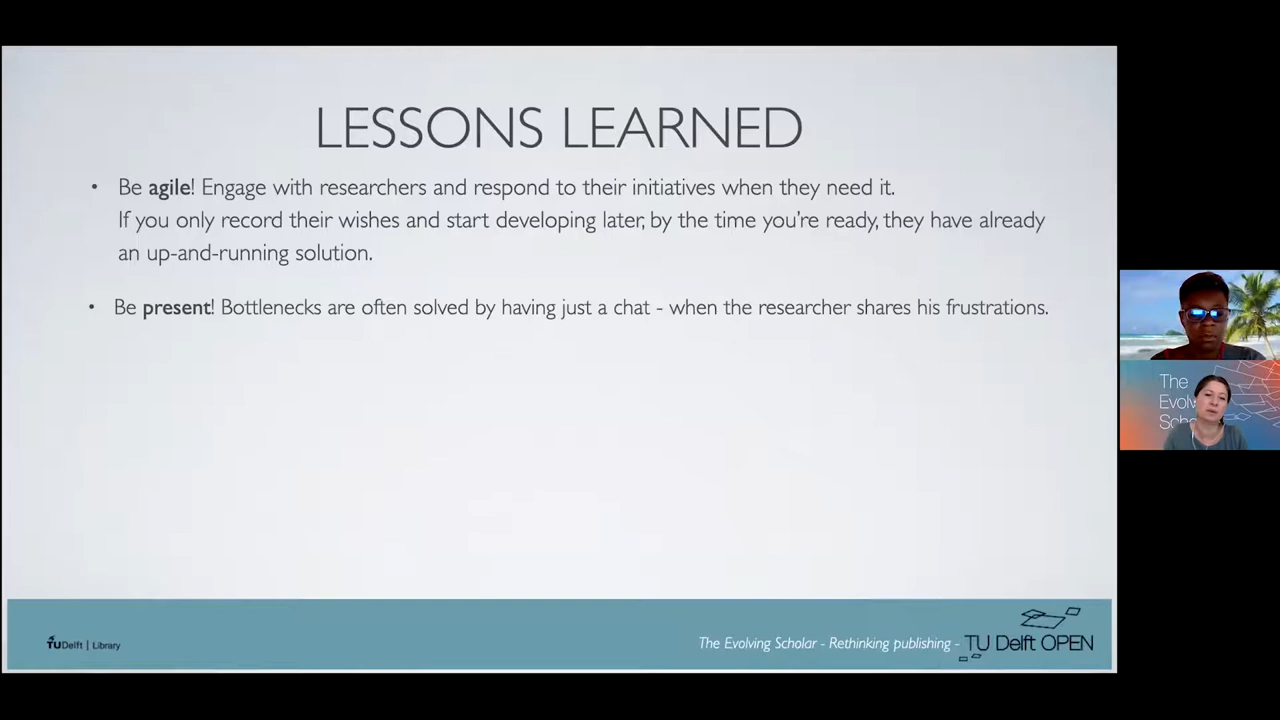 LESSONS LEARNED
• Be agile! Engage with researchers and respond to their initiatives when they need it.
If you only record their wishes and start developing later, by the time you're ready, they have already
an up-and-running solution.
• Be present! Bottlenecks are often solved by having just a chat - when the researcher shares his frustrations.
The
Evolv
Sch
TUDelft | Library
The Evolving Scholar - Rethinking publishing - TU Delft OPEN